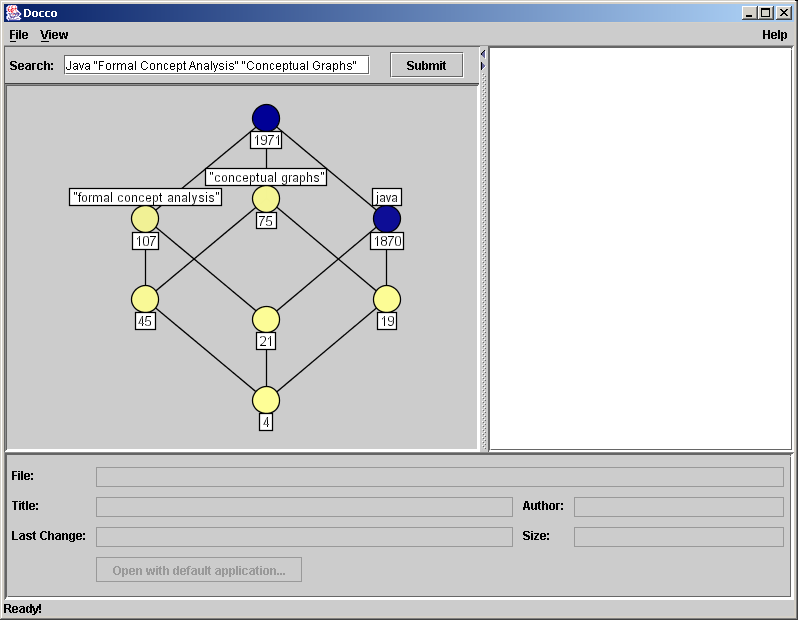 Docco
File View Help
Search: Java "Formal Concept Analysis" "Conceptual Graphs" Submit
1971
"conceptual graphs"
"formal concept analysis" java
75
107 1870
45 19
21
4
File:
Title: Author:
Last Change: Size:
Open with default application...
Ready!